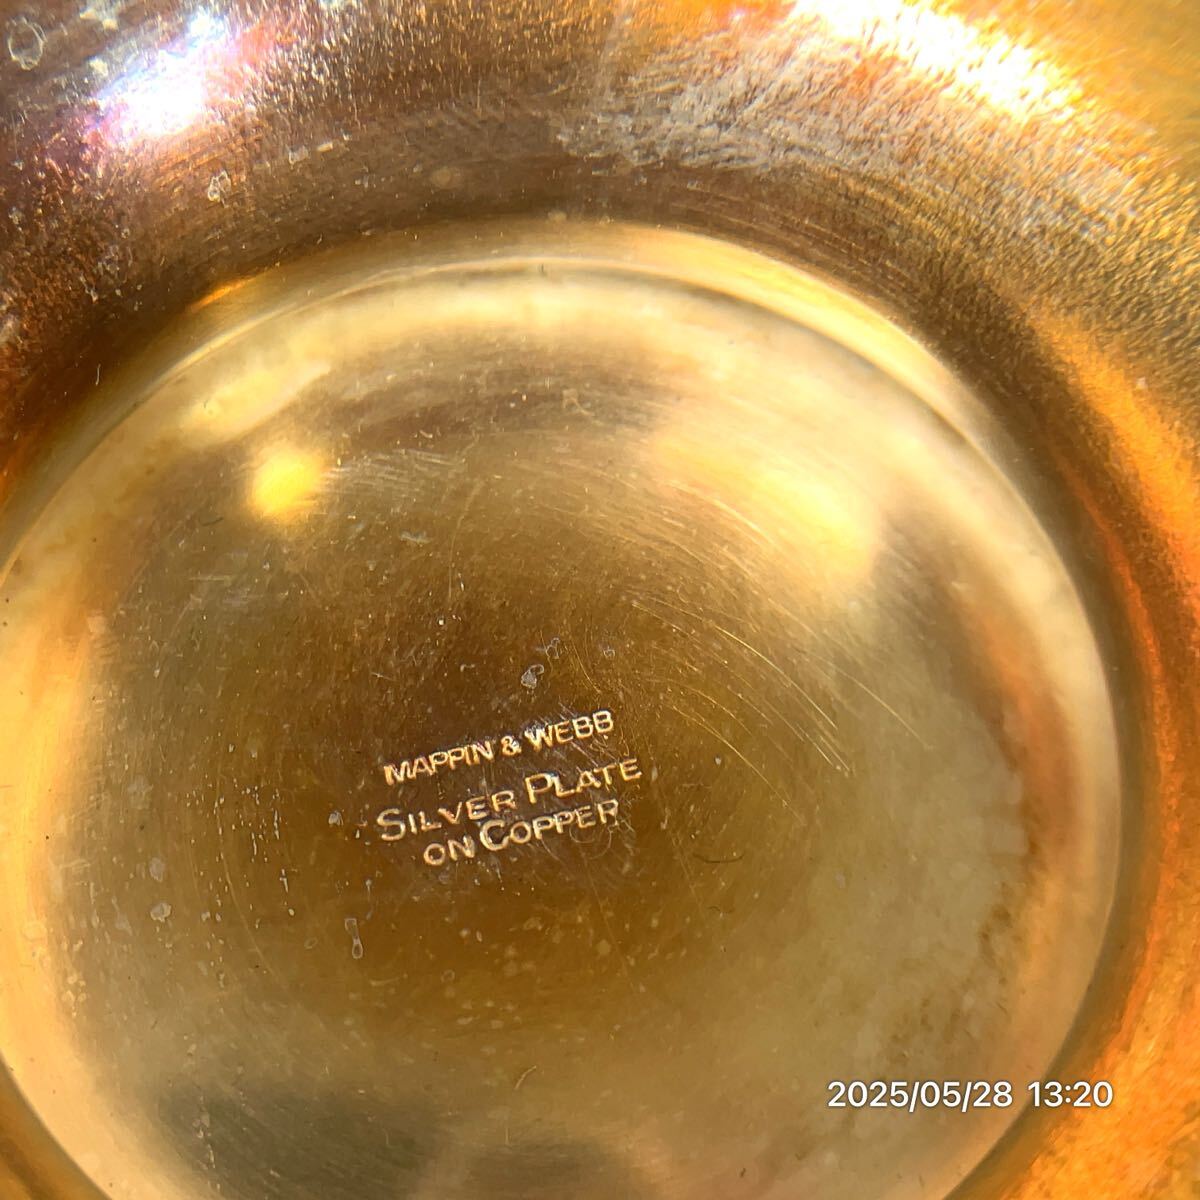 MAPPIN & WEBB
SILVER PLATE
ON COPPER
2025/05/28 13:20